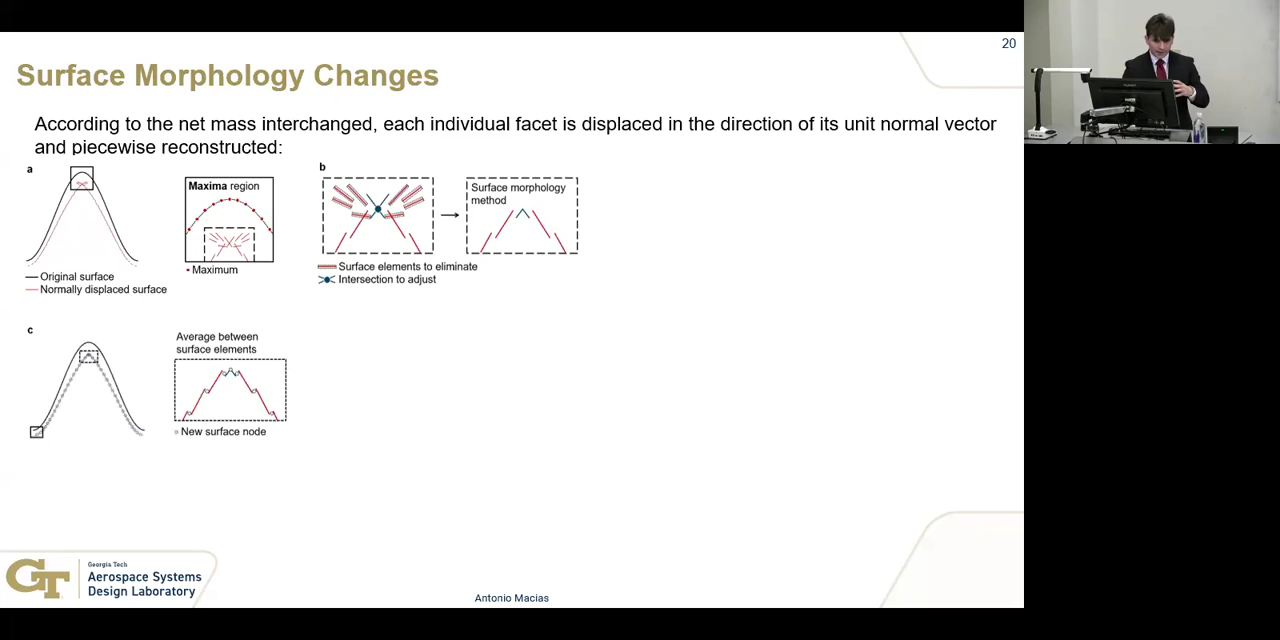 20
Surface Morphology Changes
According to the net mass interchanged, each individual facet is displaced in the direction of its unit normal vector
and piecewise reconstructed:
a
Maxima region
Original surface
Normally displaced surface
• Maximum
b
Surface morphology
method
Surface elements to eliminate
Intersection to adjust
c
Average between
surface elements
New surface node
GT
Georgia Tech
Aerospace Systems
Design Laboratory
Antonio Macias